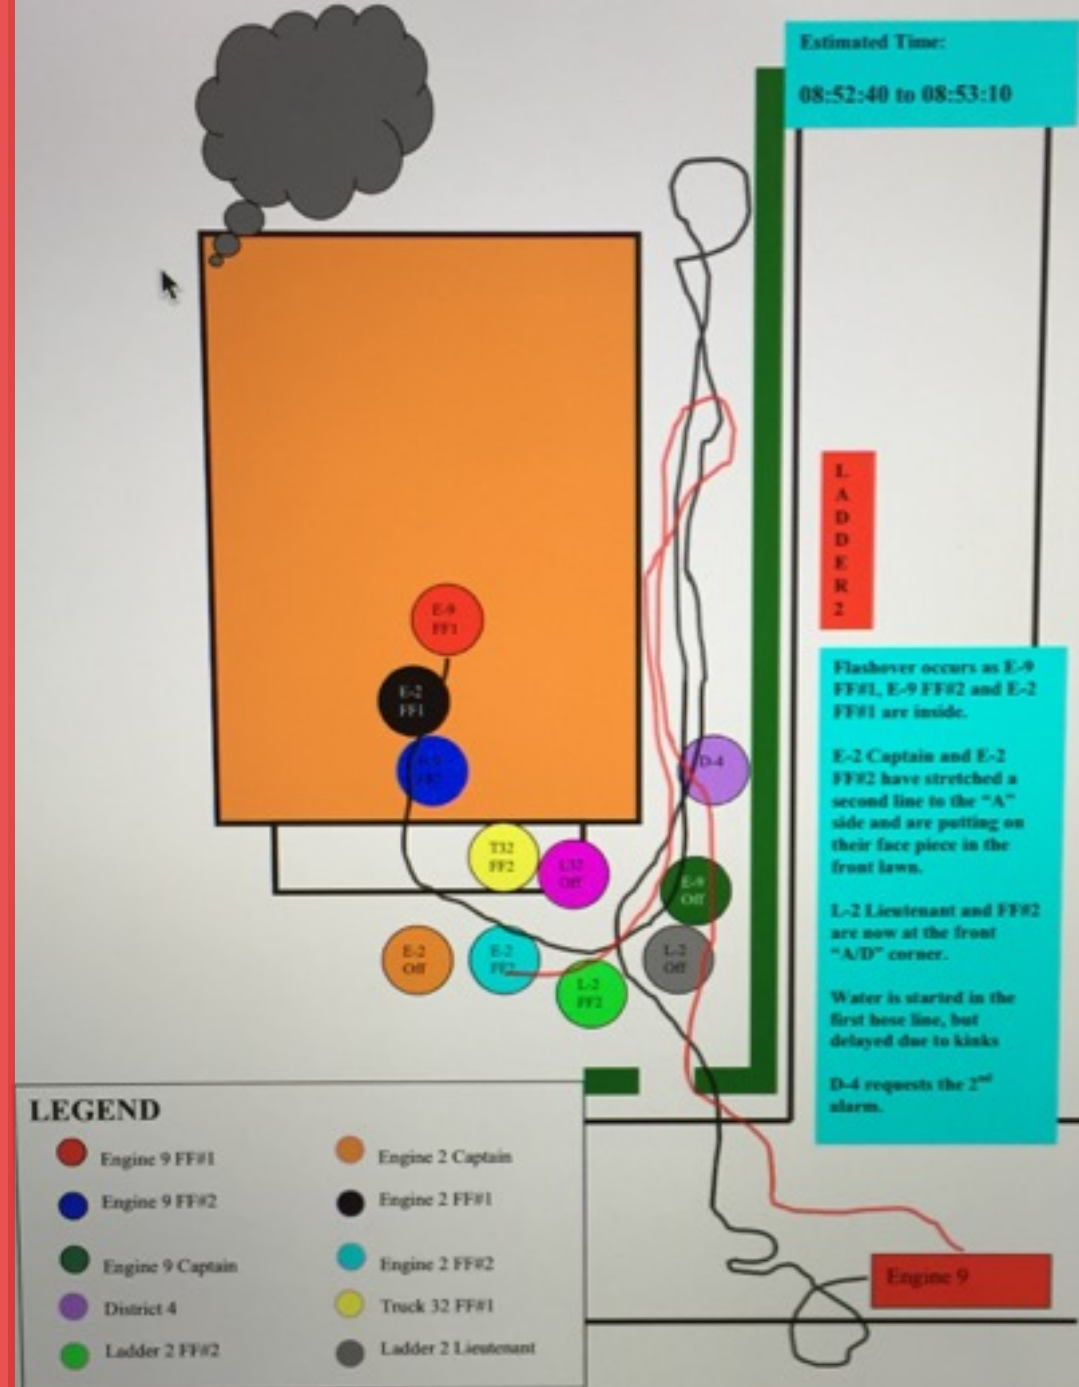 Estimated Time:
08:52:40 to 08:53:10
L
A
D
D
E
R
2
E-9
FF1
E-2
FF1
E-9
FF2
D-4
T32
FF2
L32
Off
E-9
Off
E-2
Off
E-2
FF2
L-2
FF2
L-2
Off
Flashover occurs as E-9
FF#1, E-9 FF#2 and E-2
FF#1 are inside.
E-2 Captain and E-2
FF#2 have stretched a
second line to the “A”
side and are putting on
their face piece in the
front lawn.
L-2 Lieutenant and FF#2
are now at the front
“A/D” corner.
Water is started in the
first hose line, but
delayed due to kinks
D-4 requests the 2nd
alarm.
Engine 9
LEGEND
Engine 9 FF#1
Engine 9 FF#2
Engine 9 Captain
District 4
Ladder 2 FF#2
Engine 2 Captain
Engine 2 FF#1
Engine 2 FF#2
Truck 32 FF#1
Ladder 2 Lieutenant